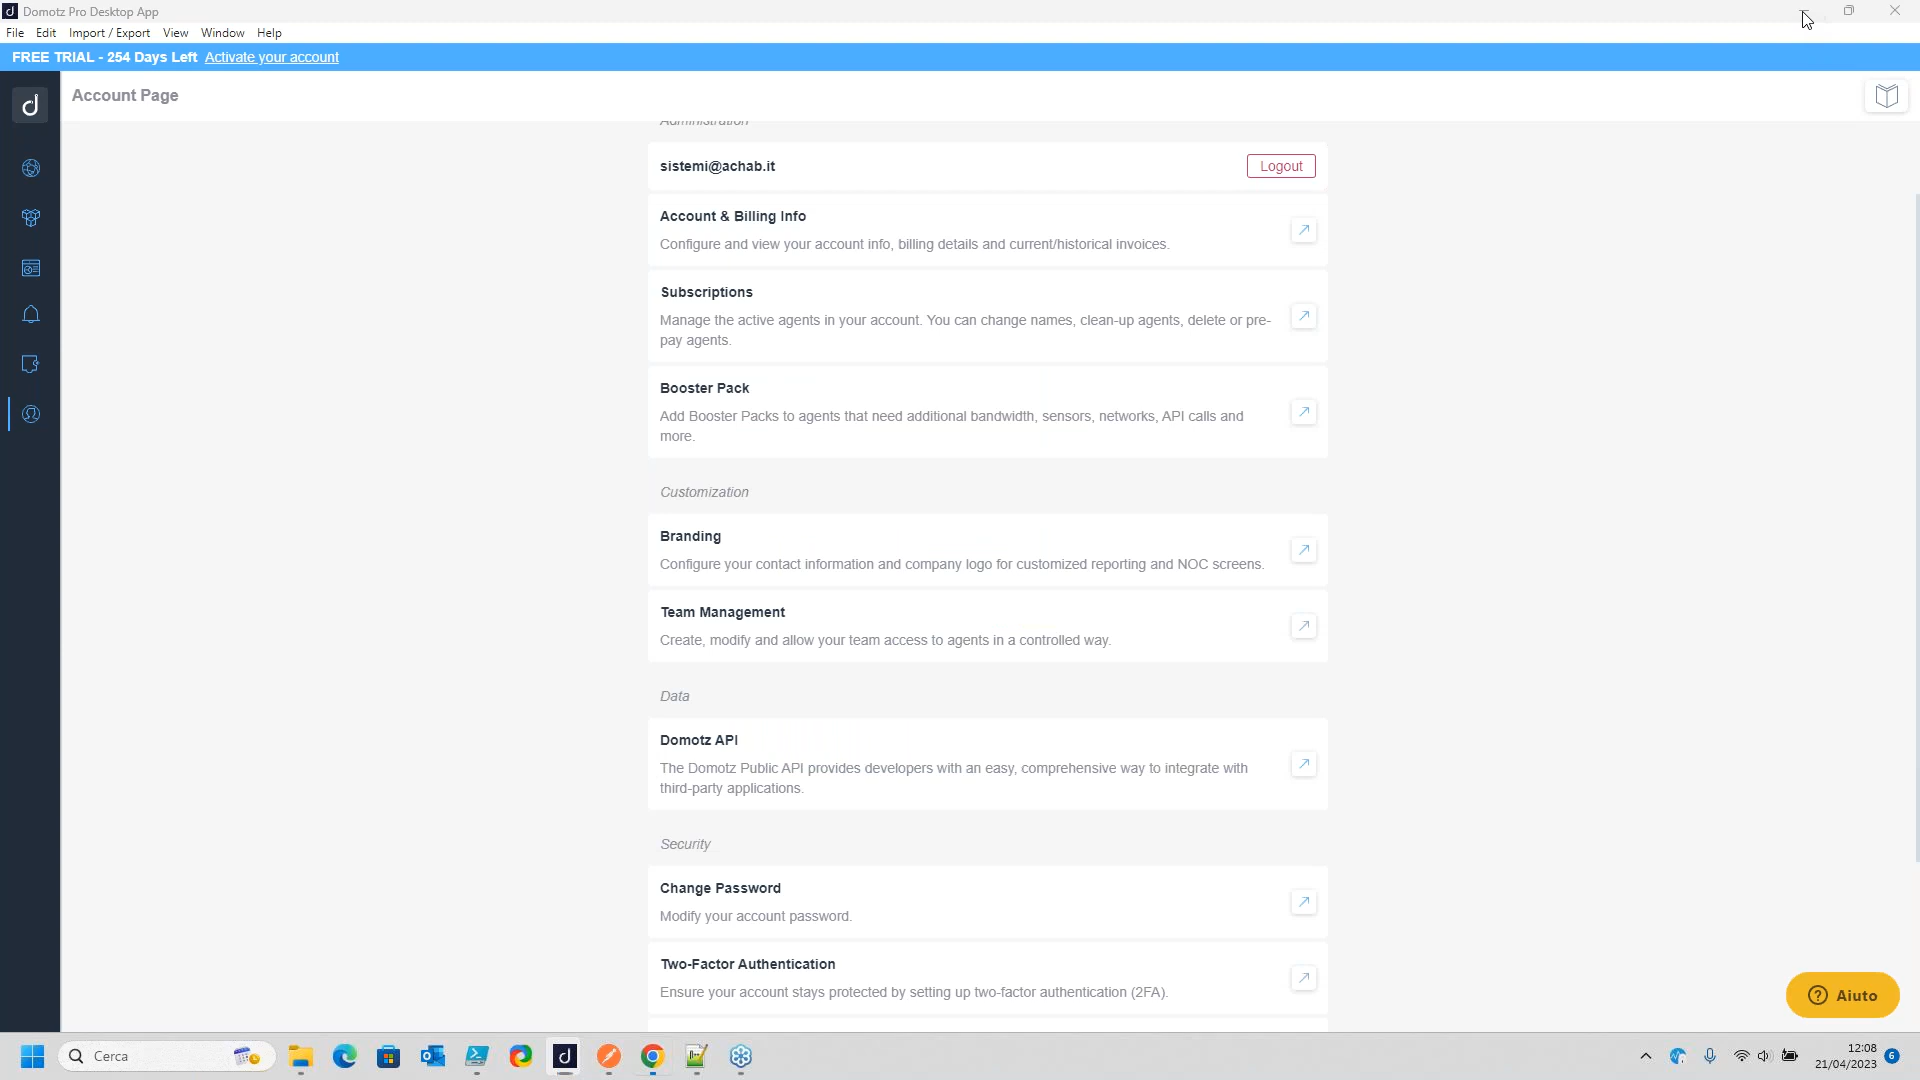 Domotz Pro Desktop App
File Edit Import / Export View Window Help
FREE TRIAL - 254 Days Left Activate your account
Account Page
Administration
sistemi@achab.it
Logout
Account & Billing Info
Configure and view your account info, billing details and current/historical invoices.
Subscriptions
Manage the active agents in your account. You can change names, clean-up agents, delete or pre-
pay agents.
Booster Pack
Add Booster Packs to agents that need additional bandwidth, sensors, networks, API calls and
more.
Customization
Branding
Configure your contact information and company logo for customized reporting and NOC screens.
Team Management
Create, modify and allow your team access to agents in a controlled way.
Data
Domotz API
The Domotz Public API provides developers with an easy, comprehensive way to integrate with
third-party applications.
Security
Change Password
Modify your account password.
Two-Factor Authentication
Ensure your account stays protected by setting up two-factor authentication (2FA).
Aiuto
Cerca
12:08
21/04/2023
6